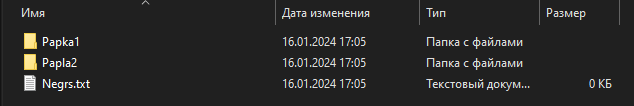 Имя Дата изменения Тип Размер
Papka1 16.01.2024 17:05 Папка с файлами
Papla2 16.01.2024 17:05 Папка с файлами
Negrs.txt 16.01.2024 17:05 Текстовый докум... 0 КБ